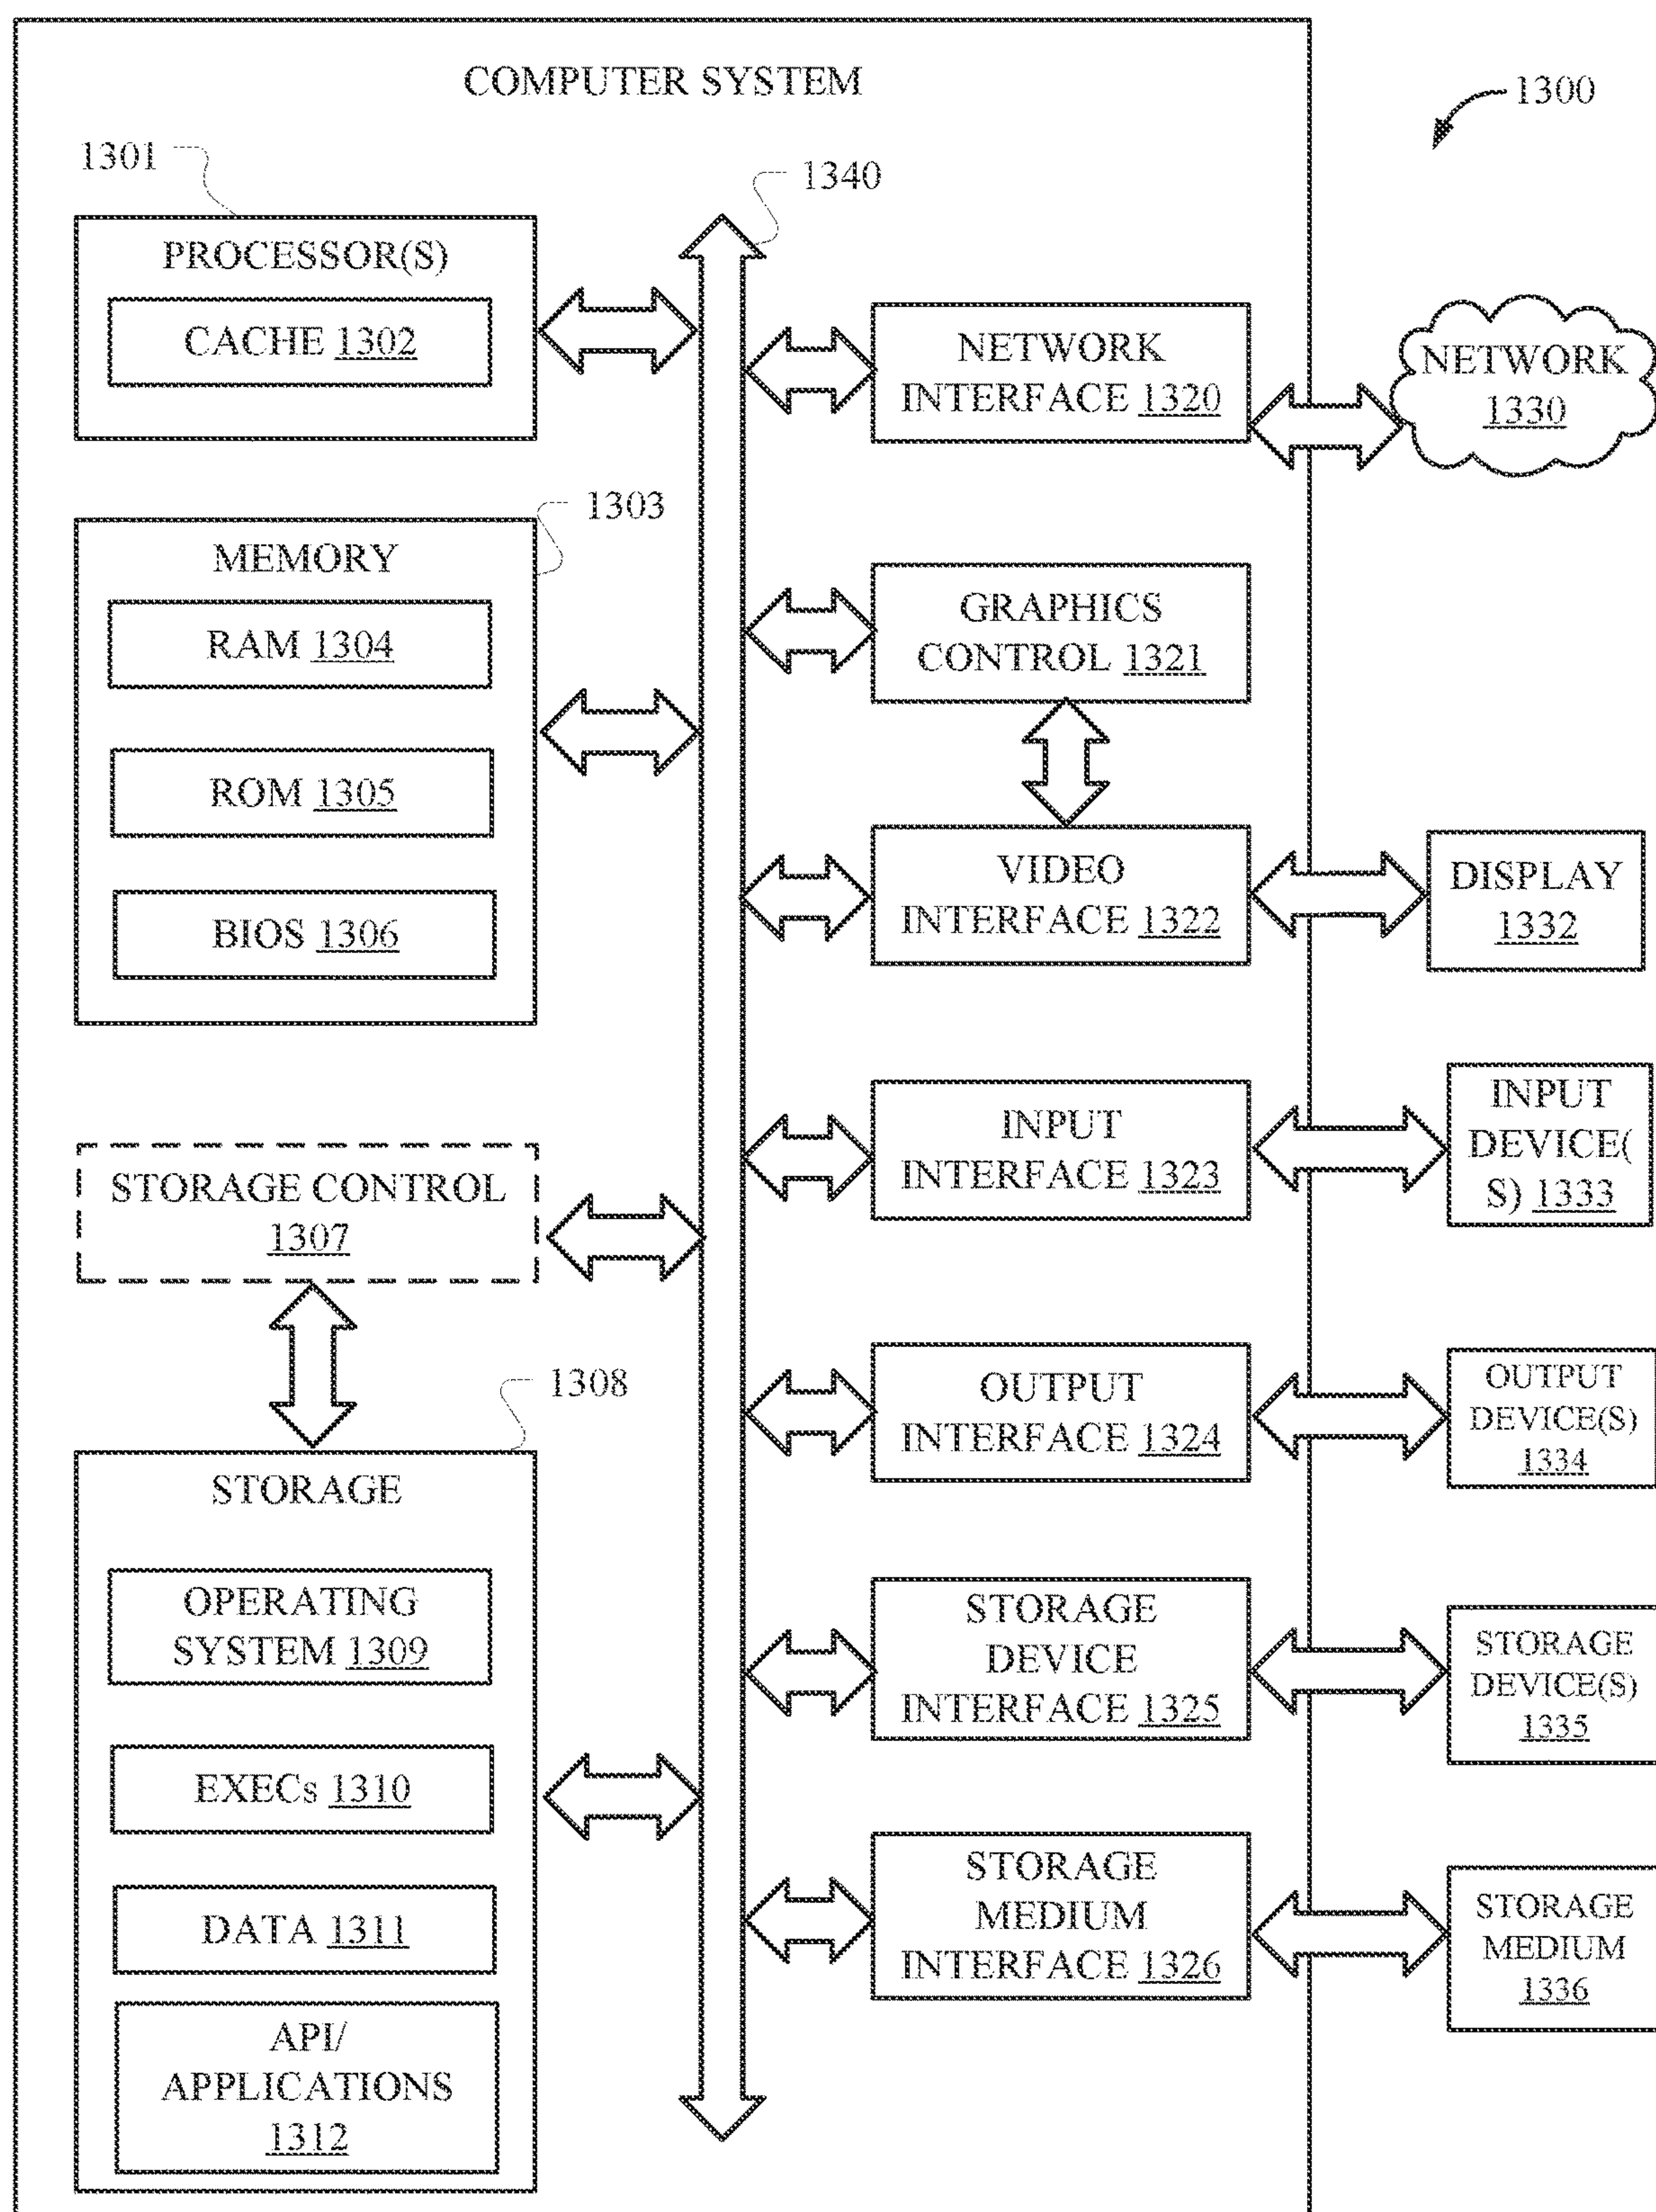 COMPUTER SYSTEM
1300
1301
1340
PROCESSOR(S)
CACHE 1302
NETWORK
INTERFACE 1320
NETWORK
1330
1303
MEMORY
RAM 1304
ROM 1305
BIOS 1306
GRAPHICS
CONTROL 1321
VIDEO
INTERFACE 1322
DISPLAY
1332
STORAGE CONTROL
1307
INPUT
INTERFACE 1323
INPUT
DEVICE(
S) 1333
1308
OUTPUT
INTERFACE 1324
OUTPUT
DEVICE(S)
1334
STORAGE
OPERATING
SYSTEM 1309
EXECs 1310
DATA 1311
API/
APPLICATIONS
1312
STORAGE
DEVICE
INTERFACE 1325
STORAGE
DEVICE(S)
1335
STORAGE
MEDIUM
INTERFACE 1326
STORAGE
MEDIUM
1336